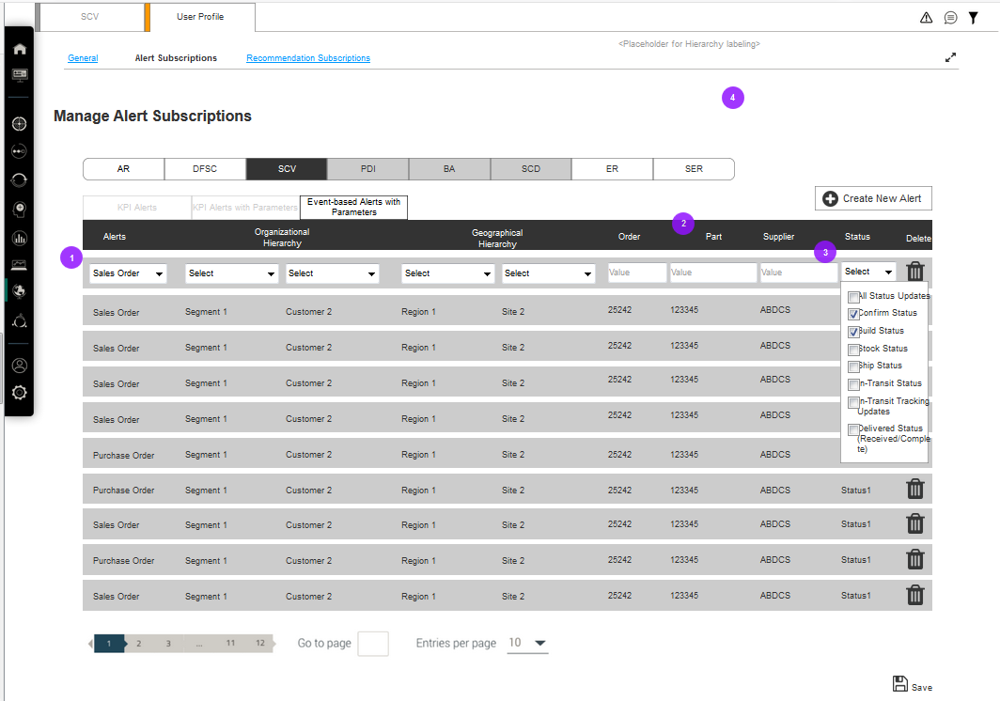 SCV
User Profile
<Placeholder for Hierarchy labeling>
General
Alert Subscriptions
Recommendation Subscriptions
4
Manage Alert Subscriptions
AR
DFSC
SCV
PDI
BA
SCD
ER
SER
KPI Alerts
KPI Alerts with Parameters
Event-based Alerts with
Parameters
Create New Alert
Alerts
Organizational
Hierarchy
Geographical
Hierarchy
Order
2
Part
Supplier
Status
Delete
1
3
Sales Order
Select
Select
Select
Select
Value
Value
Value
Select
All Status Updates
Confirm Status
Build Status
Stock Status
Ship Status
In-Transit Status
In-Transit Tracking
Updates
Delivered Status
(Received/Comple
te)
Sales Order Segment 1 Customer 2 Region 1 Site 2 25242 123345 ABDCS
Sales Order Segment 1 Customer 2 Region 1 Site 2 25242 123345 ABDCS
Sales Order Segment 1 Customer 2 Region 1 Site 2 25242 123345 ABDCS
Sales Order Segment 1 Customer 2 Region 1 Site 2 25242 123345 ABDCS
Purchase Order Segment 1 Customer 2 Region 1 Site 2 25242 123345 ABDCS
Purchase Order Segment 1 Customer 2 Region 1 Site 2 25242 123345 ABDCS Status1
Sales Order Segment 1 Customer 2 Region 1 Site 2 25242 123345 ABDCS Status1
Purchase Order Segment 1 Customer 2 Region 1 Site 2 25242 123345 ABDCS Status1
Sales Order Segment 1 Customer 2 Region 1 Site 2 25242 123345 ABDCS Status1
1 2 3 ... 11 12
Go to page
Entries per page 10
Save